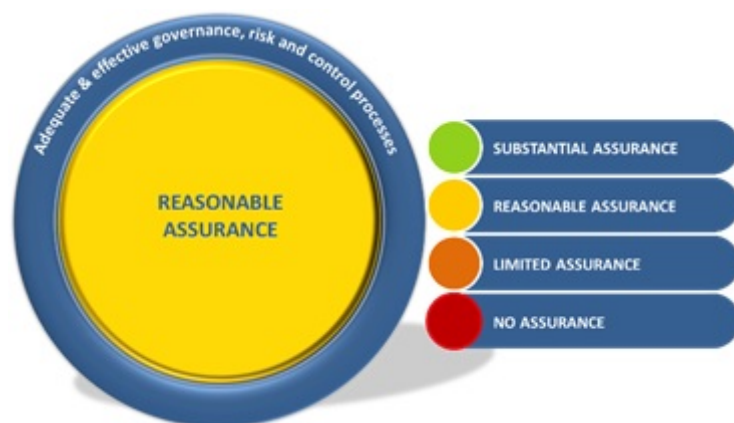 Adequate & effective governance, risk and control processes
REASONABLE
ASSURANCE
SUBSTANTIAL ASSURANCE
REASONABLE ASSURANCE
LIMITED ASSURANCE
NO ASSURANCE